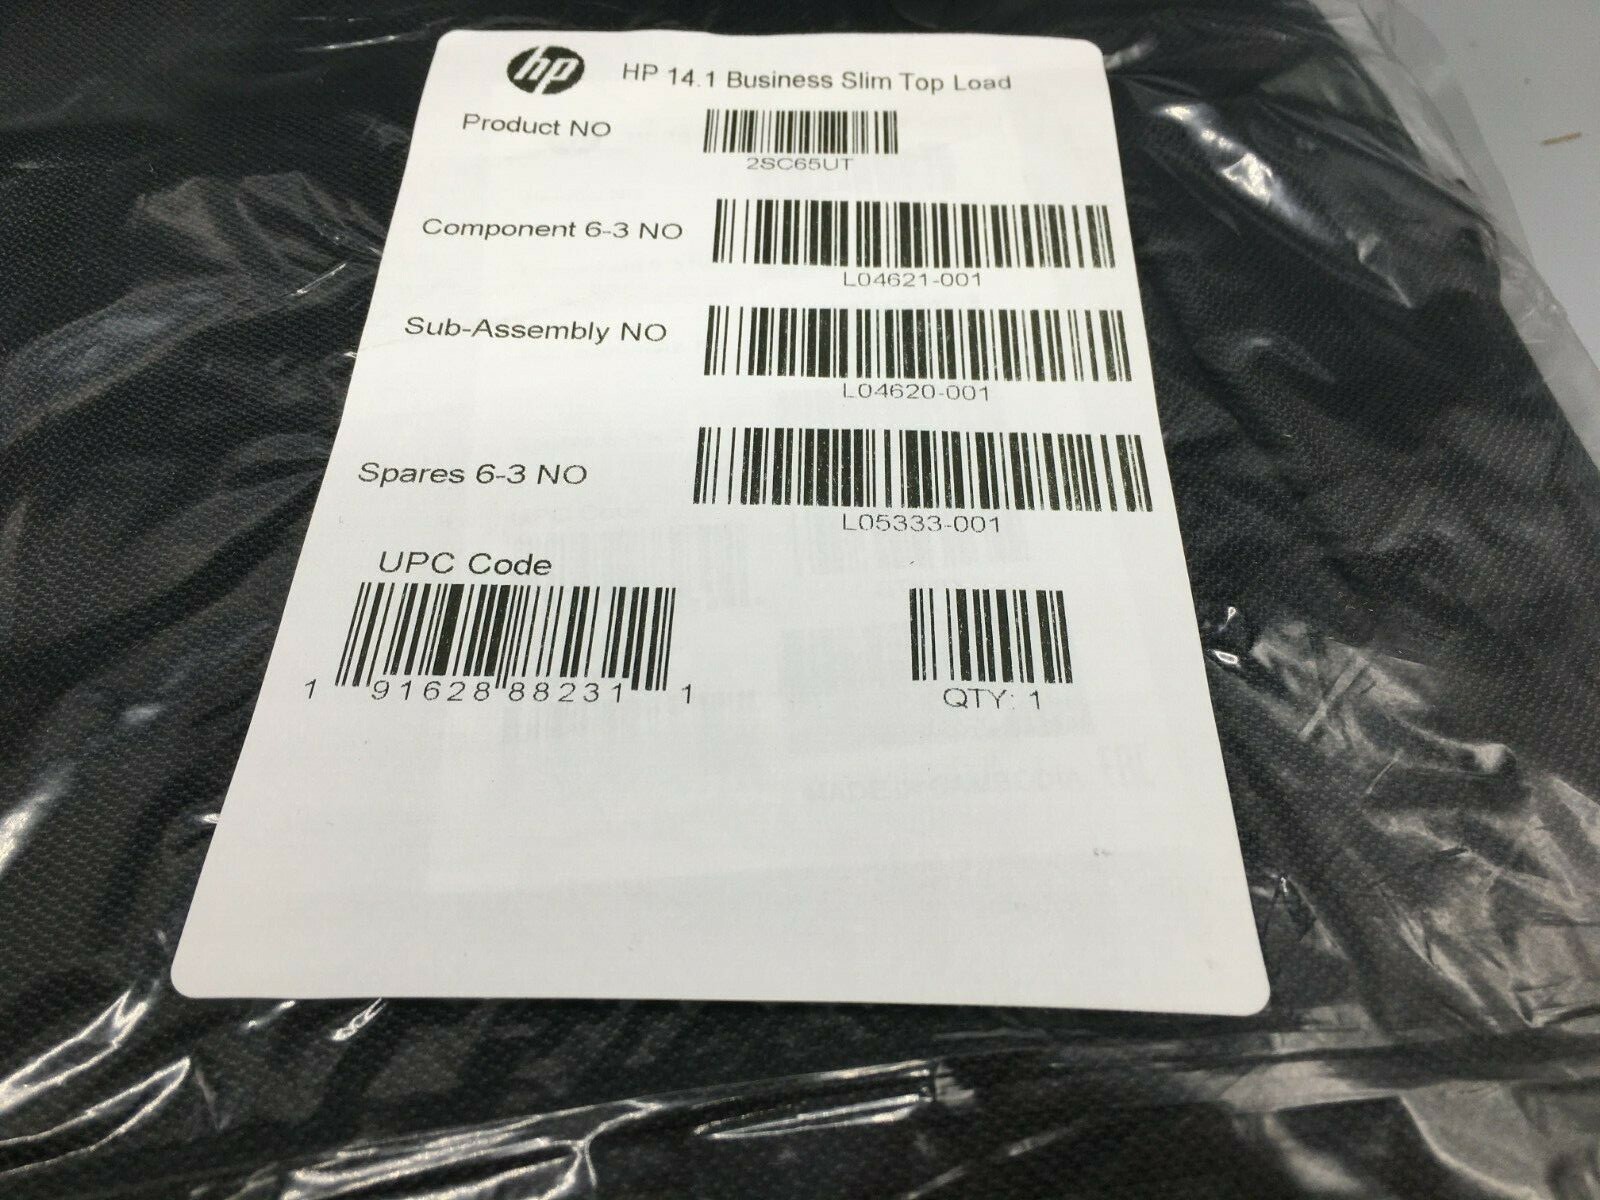 hp HP 14.1 Business Slim Top Load
Product NO
2SC65UT
Component 6-3 NO
L04621-001
Sub-Assembly NO
L04620-001
Spares 6-3 NO
L05333-001
UPC Code
1 91628 88231 1
QTY: 1